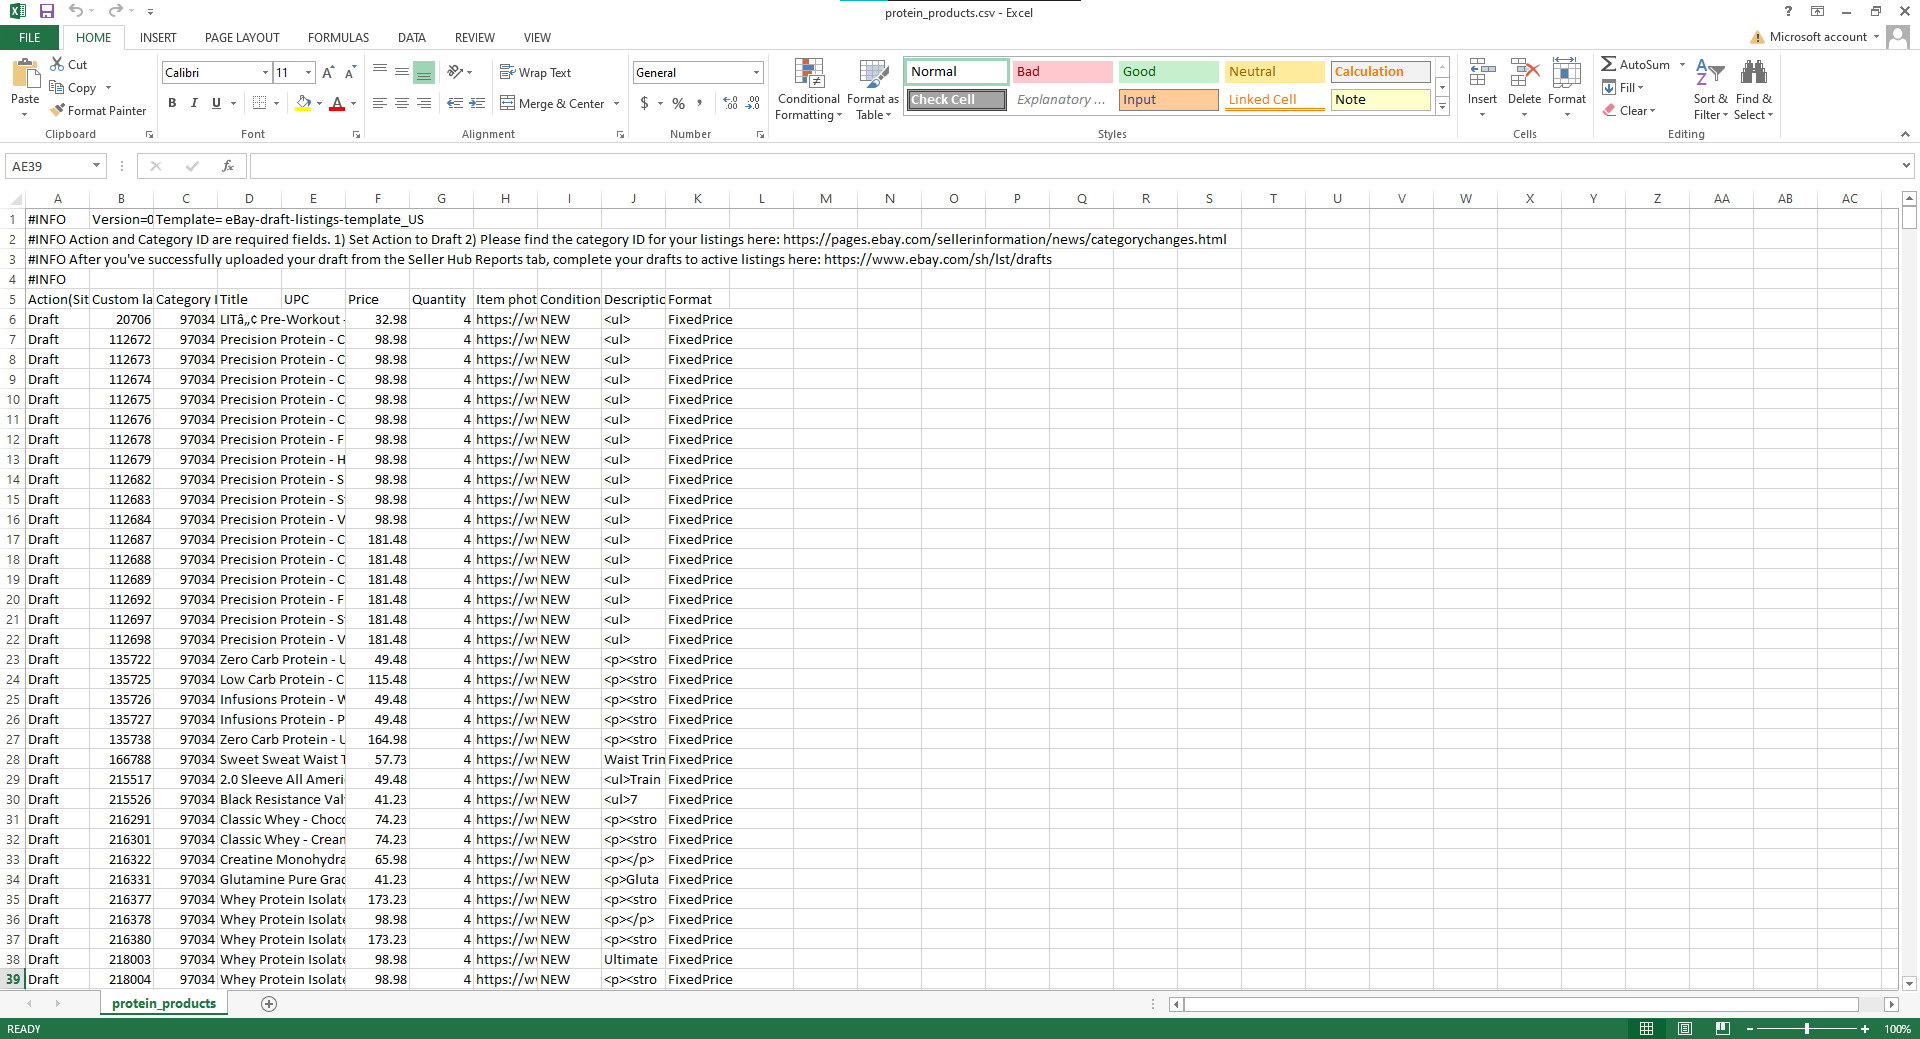 protein_products.csv - Excel
FILE HOME INSERT PAGE LAYOUT FORMULAS DATA REVIEW VIEW Microsoft account
Paste Cut Copy Format Painter Clipboard
Calibri 11 B I U A Font
Wrap Text Merge & Center Alignment
General $ % , Number
Conditional Formatting Format as Table
Normal Bad Good Neutral Calculation
Check Cell Explanatory ... Input Linked Cell Note
Styles
Insert Delete Format Cells
AutoSum Fill Clear Sort & Filter Find & Select Editing
AE39 fx
A B C D E F G H I J K L M N O P Q R S T U V W X Y Z AA AB AC
1 #INFO Version=0 Template= eBay-draft-listings-template_US
2 #INFO Action and Category ID are required fields. 1) Set Action to Draft 2) Please find the category ID for your listings here: https://pages.ebay.com/sellerinformation/news/categorychanges.html
3 #INFO After you've successfully uploaded your draft from the Seller Hub Reports tab, complete your drafts to active listings here: https://www.ebay.com/sh/lst/drafts
4 #INFO
5 Action(Sit Custom la Category I Title UPC Price Quantity Item phot Condition Descriptic Format
6 Draft 20706 97034 LITâ„¢ Pre-Workout - 32.98 4 https://w NEW <ul> FixedPrice
7 Draft 112672 97034 Precision Protein - C 98.98 4 https://w NEW <ul> FixedPrice
8 Draft 112673 97034 Precision Protein - C 98.98 4 https://w NEW <ul> FixedPrice
9 Draft 112674 97034 Precision Protein - C 98.98 4 https://w NEW <ul> FixedPrice
10 Draft 112675 97034 Precision Protein - C 98.98 4 https://w NEW <ul> FixedPrice
11 Draft 112676 97034 Precision Protein - C 98.98 4 https://w NEW <ul> FixedPrice
12 Draft 112678 97034 Precision Protein - F 98.98 4 https://w NEW <ul> FixedPrice
13 Draft 112679 97034 Precision Protein - H 98.98 4 https://w NEW <ul> FixedPrice
14 Draft 112682 97034 Precision Protein - S 98.98 4 https://w NEW <ul> FixedPrice
15 Draft 112683 97034 Precision Protein - S 98.98 4 https://w NEW <ul> FixedPrice
16 Draft 112684 97034 Precision Protein - V 98.98 4 https://w NEW <ul> FixedPrice
17 Draft 112687 97034 Precision Protein - C 181.48 4 https://w NEW <ul> FixedPrice
18 Draft 112688 97034 Precision Protein - C 181.48 4 https://w NEW <ul> FixedPrice
19 Draft 112689 97034 Precision Protein - C 181.48 4 https://w NEW <ul> FixedPrice
20 Draft 112692 97034 Precision Protein - F 181.48 4 https://w NEW <ul> FixedPrice
21 Draft 112697 97034 Precision Protein - S 181.48 4 https://w NEW <ul> FixedPrice
22 Draft 112698 97034 Precision Protein - V 181.48 4 https://w NEW <ul> FixedPrice
23 Draft 135722 97034 Zero Carb Protein - U 49.48 4 https://w NEW <p><stro FixedPrice
24 Draft 135725 97034 Low Carb Protein - C 115.48 4 https://w NEW <p><stro FixedPrice
25 Draft 135726 97034 Infusions Protein - W 49.48 4 https://w NEW <p><stro FixedPrice
26 Draft 135727 97034 Infusions Protein - P 49.48 4 https://w NEW <p><stro FixedPrice
27 Draft 135738 97034 Zero Carb Protein - U 164.98 4 https://w NEW <p><stro FixedPrice
28 Draft 166788 97034 Sweet Sweat Waist T 57.73 4 https://w NEW Waist Trin FixedPrice
29 Draft 215517 97034 2.0 Sleeve All Ameri 49.48 4 https://w NEW <ul>Train FixedPrice
30 Draft 215526 97034 Black Resistance Val 41.23 4 https://w NEW <ul>7 FixedPrice
31 Draft 216291 97034 Classic Whey - Choco 74.23 4 https://w NEW <p><stro FixedPrice
32 Draft 216301 97034 Classic Whey - Crean 74.23 4 https://w NEW <p><stro FixedPrice
33 Draft 216322 97034 Creatine Monohydra 65.98 4 https://w NEW <p></p> FixedPrice
34 Draft 216331 97034 Glutamine Pure Grad 41.23 4 https://w NEW <p>Gluta FixedPrice
35 Draft 216377 97034 Whey Protein Isolate 173.23 4 https://w NEW <p><stro FixedPrice
36 Draft 216378 97034 Whey Protein Isolate 98.98 4 https://w NEW <p></p> FixedPrice
37 Draft 216380 97034 Whey Protein Isolate 173.23 4 https://w NEW <p><stro FixedPrice
38 Draft 218003 97034 Whey Protein Isolate 98.98 4 https://w NEW Ultimate FixedPrice
39 Draft 218004 97034 Whey Protein Isolate 98.98 4 https://w NEW <p><stro FixedPrice
protein_products
READY 100%